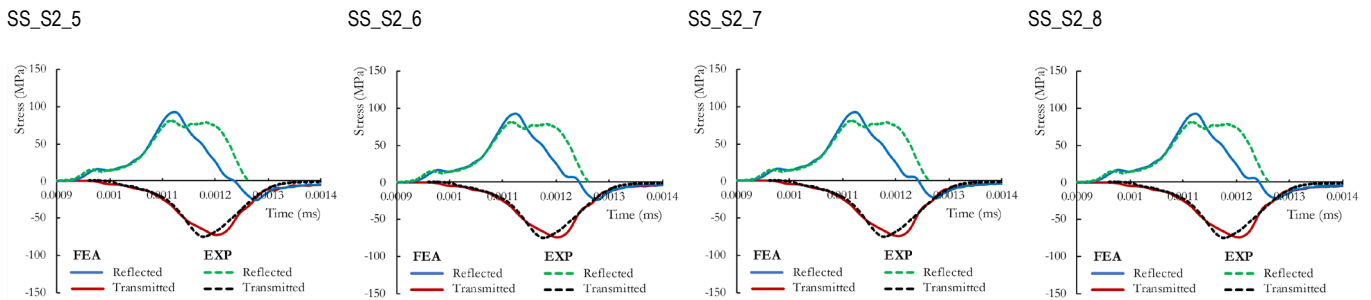 SS_S2_5
150
100
50
0
-50
-100
-150
Stress (MPa)
0.0009
0.001
0.0011
0.0012
0.0013
0.0014
Time (ms)
FEA
EXP
Reflected
Reflected
Transmitted
Transmitted
SS_S2_6
150
100
50
0
-50
-100
-150
Stress (MPa)
0.0009
0.001
0.0011
0.0012
0.0013
0.0014
Time (ms)
FEA
EXP
Reflected
Reflected
Transmitted
Transmitted
SS_S2_7
150
100
50
0
-50
-100
-150
Stress (MPa)
0.0009
0.001
0.0011
0.0012
0.0013
0.0014
Time (ms)
FEA
EXP
Reflected
Reflected
Transmitted
Transmitted
SS_S2_8
150
100
50
0
-50
-100
-150
Stress (MPa)
0.0009
0.001
0.0011
0.0012
0.0013
0.0014
Time (ms)
FEA
EXP
Reflected
Reflected
Transmitted
Transmitted